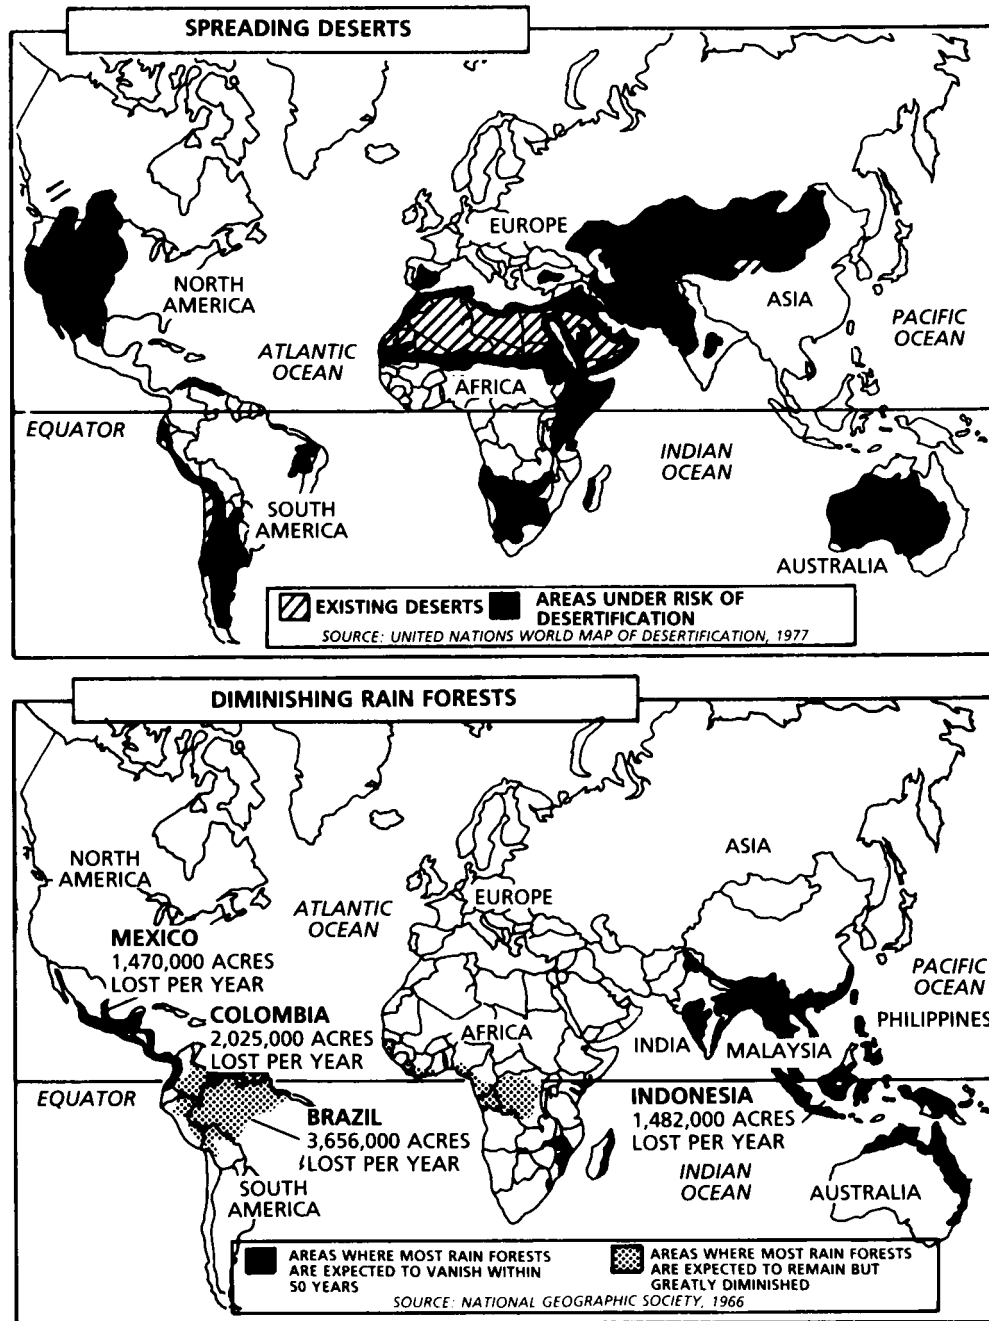 SPREADING DESERTS
EUROPE
NORTH
AMERICA
ASIA
PACIFIC
OCEAN
ATLANTIC
OCEAN
AFRICA
EQUATOR
INDIAN
OCEAN
SOUTH
AMERICA
AUSTRALIA
EXISTING DESERTS
AREAS UNDER RISK OF
DESERTIFICATION
SOURCE: UNITED NATIONS WORLD MAP OF DESERTIFICATION, 1977
DIMINISHING RAIN FORESTS
ASIA
NORTH
AMERICA
EUROPE
ATLANTIC
OCEAN
MEXICO
1,470,000 ACRES
LOST PER YEAR
PACIFIC
OCEAN
COLOMBIA
2,025,000 ACRES
LOST PER YEAR
AFRICA
INDIA
MALAYSIA
PHILIPPINES
EQUATOR
BRAZIL
3,656,000 ACRES
LOST PER YEAR
INDONESIA
1,482,000 ACRES
LOST PER YEAR
INDIAN
OCEAN
SOUTH
AMERICA
AUSTRALIA
AREAS WHERE MOST RAIN FORESTS
ARE EXPECTED TO VANISH WITHIN
50 YEARS
AREAS WHERE MOST RAIN FORESTS
ARE EXPECTED TO REMAIN BUT
GREATLY DIMINISHED
SOURCE: NATIONAL GEOGRAPHIC SOCIETY, 1966